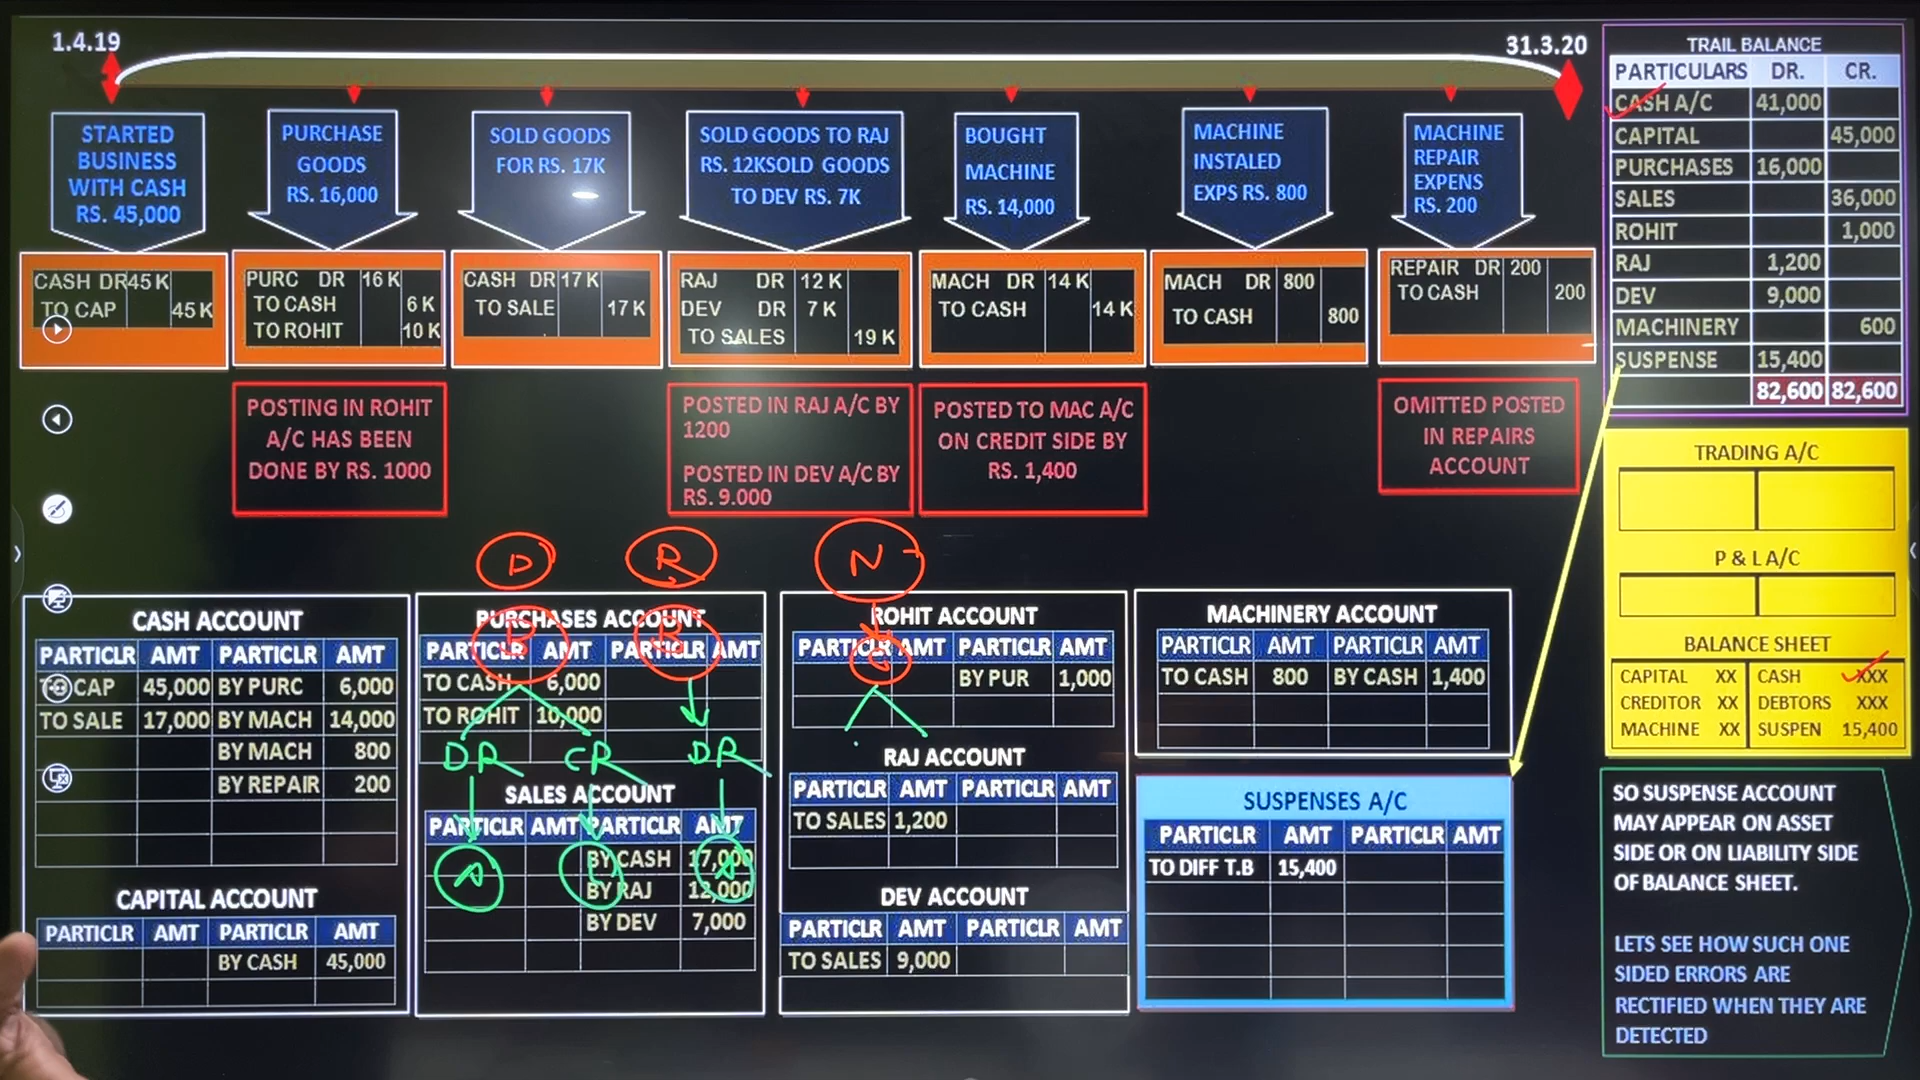 1.4.19
31.3.20
STARTED
BUSINESS
WITH CASH
RS. 45,000
PURCHASE
GOODS
RS. 16,000
SOLD GOODS
FOR RS. 17K
SOLD GOODS TO RAJ
RS. 12KSOLD GOODS
TO DEV RS. 7K
BOUGHT
MACHINE
RS. 14,000
MACHINE
INSTALED
EXPS RS. 800
MACHINE
REPAIR
EXPENS
RS. 200
CASH DR 45 K
TO CAP 45 K
PURC DR 16 K
TO CASH 6 K
TO ROHIT 10 K
CASH DR 17 K
TO SALE 17 K
RAJ DR 12 K
DEV DR 7 K
TO SALES 19 K
MACH DR 14 K
TO CASH 14 K
MACH DR 800
TO CASH 800
REPAIR DR 200
TO CASH 200
POSTING IN ROHIT
A/C HAS BEEN
DONE BY RS. 1000
POSTED IN RAJ A/C BY
1200
POSTED IN DEV A/C BY
RS. 9.000
POSTED TO MAC A/C
ON CREDIT SIDE BY
RS. 1,400
OMITTED POSTED
IN REPAIRS
ACCOUNT
TRAIL BALANCE
PARTICULARS DR. CR.
CASH A/C 41,000
CAPITAL 45,000
PURCHASES 16,000
SALES 36,000
ROHIT 1,000
RAJ 1,200
DEV 9,000
MACHINERY 600
SUSPENSE 15,400
82,600 82,600
TRADING A/C
P & L A/C
BALANCE SHEET
CAPITAL XX CASH XXX
CREDITOR XX DEBTORS XXX
MACHINE XX SUSPEN 15,400
SO SUSPENSE ACCOUNT
MAY APPEAR ON ASSET
SIDE OR ON LIABILITY SIDE
OF BALANCE SHEET.
LETS SEE HOW SUCH ONE
SIDED ERRORS ARE
RECTIFIED WHEN THEY ARE
DETECTED
D R N
CASH ACCOUNT
PARTICLR AMT PARTICLR AMT
TO CAP 45,000 BY PURC 6,000
TO SALE 17,000 BY MACH 14,000
BY MACH 800
BY REPAIR 200
CAPITAL ACCOUNT
PARTICLR AMT PARTICLR AMT
BY CASH 45,000
PURCHASES ACCOUNT
PARTICLR AMT PARTICLR AMT
TO CASH 6,000
TO ROHIT 10,000
DR CR DR
SALES ACCOUNT
PARTICLR AMT PARTICLR AMT
BY CASH 17,000
BY RAJ 12,000
BY DEV 7,000
ROHIT ACCOUNT
PARTICLR AMT PARTICLR AMT
BY PUR 1,000
RAJ ACCOUNT
PARTICLR AMT PARTICLR AMT
TO SALES 1,200
DEV ACCOUNT
PARTICLR AMT PARTICLR AMT
TO SALES 9,000
MACHINERY ACCOUNT
PARTICLR AMT PARTICLR AMT
TO CASH 800 BY CASH 1,400
SUSPENSES A/C
PARTICLR AMT PARTICLR AMT
TO DIFF T.B 15,400